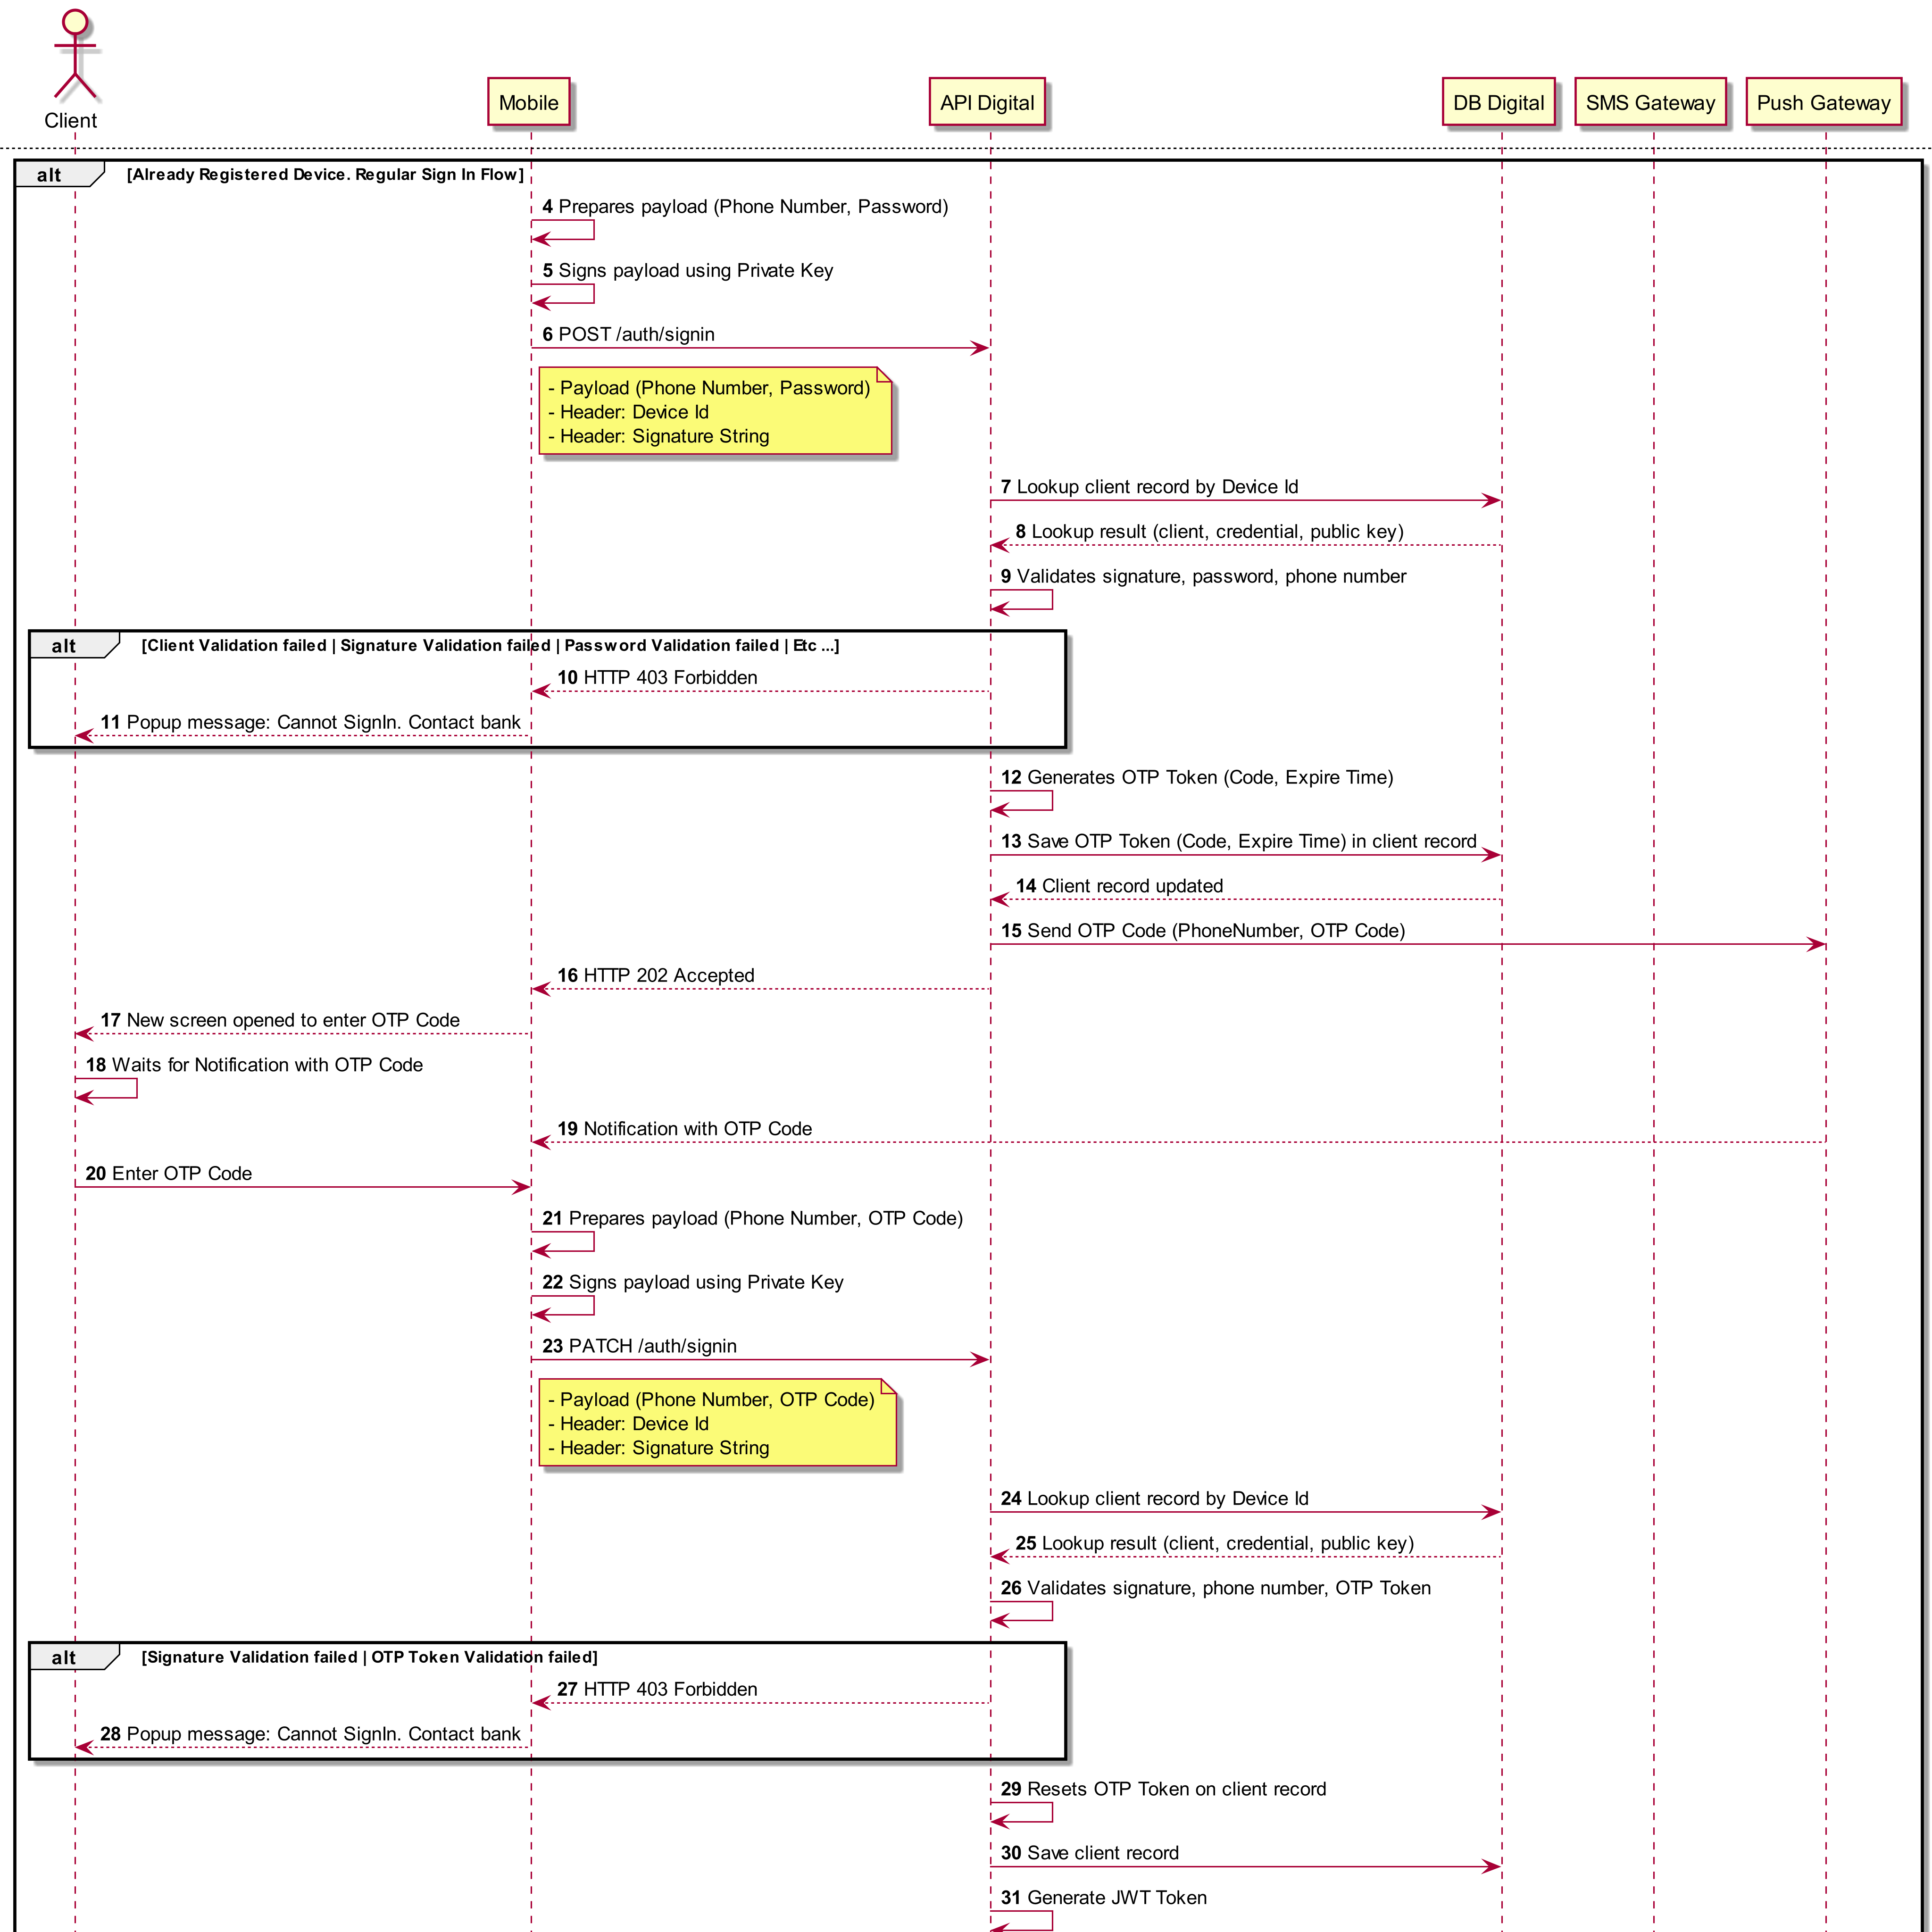 Client
Mobile
API Digital
DB Digital
SMS Gateway
Push Gateway
alt [Already Registered Device. Regular Sign In Flow]
4 Prepares payload (Phone Number, Password)
5 Signs payload using Private Key
6 POST /auth/signin
- Payload (Phone Number, Password)
- Header: Device Id
- Header: Signature String
7 Lookup client record by Device Id
8 Lookup result (client, credential, public key)
9 Validates signature, password, phone number
alt [Client Validation failed | Signature Validation failed | Password Validation failed | Etc ...]
10 HTTP 403 Forbidden
11 Popup message: Cannot SignIn. Contact bank
12 Generates OTP Token (Code, Expire Time)
13 Save OTP Token (Code, Expire Time) in client record
14 Client record updated
15 Send OTP Code (PhoneNumber, OTP Code)
16 HTTP 202 Accepted
17 New screen opened to enter OTP Code
18 Waits for Notification with OTP Code
19 Notification with OTP Code
20 Enter OTP Code
21 Prepares payload (Phone Number, OTP Code)
22 Signs payload using Private Key
23 PATCH /auth/signin
- Payload (Phone Number, OTP Code)
- Header: Device Id
- Header: Signature String
24 Lookup client record by Device Id
25 Lookup result (client, credential, public key)
26 Validates signature, phone number, OTP Token
alt [Signature Validation failed | OTP Token Validation failed]
27 HTTP 403 Forbidden
28 Popup message: Cannot SignIn. Contact bank
29 Resets OTP Token on client record
30 Save client record
31 Generate JWT Token